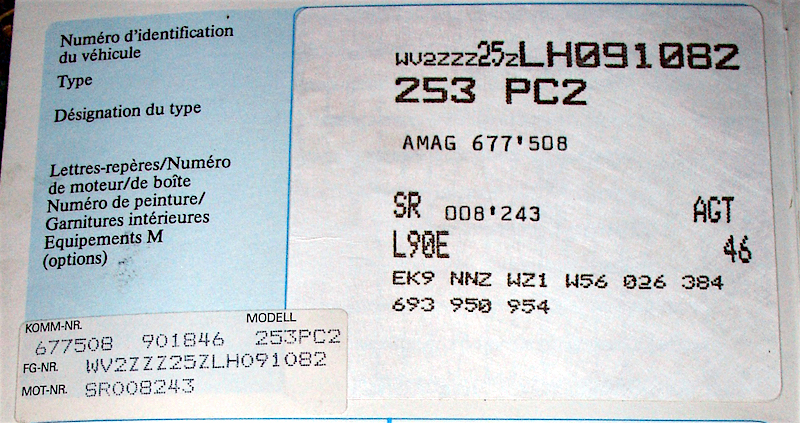 Numéro d'identification
du véhicule
WV2ZZZ25ZLH091082
Type
253 PC2
Désignation du type
AMAG 677'508
Lettres-repères/Numéro
de moteur/de boîte
SR 008'243 AGT
Numéro de peinture/
Garnitures intérieures
L90E 46
Equipements M
(options)
EK9 NNZ WZ1 W56 026 384
693 950 954
KOMM-NR. MODELL
677508 901846 253PC2
FG-NR. WV2ZZZ25ZLH091082
MOT-NR. SR008243